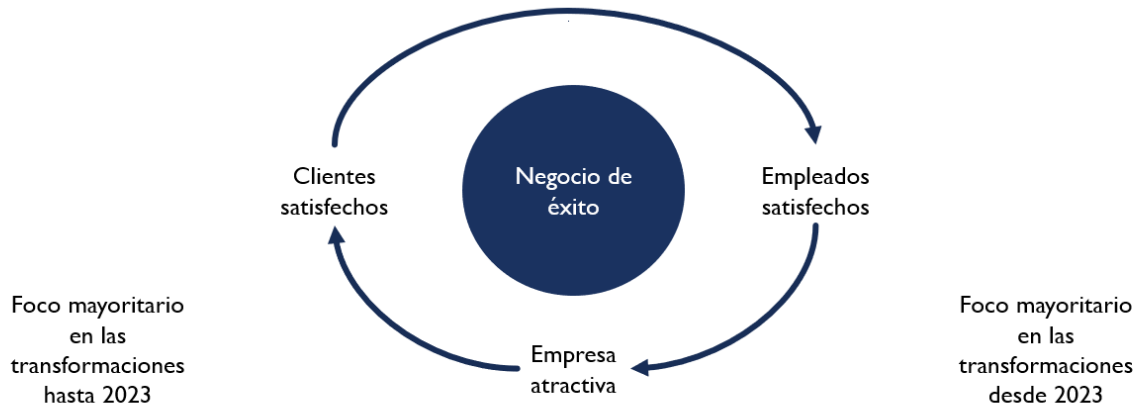 Clientes
satisfechos
Negocio de
éxito
Empleados
satisfechos
Foco mayoritario
en las
transformaciones
hasta 2023
Empresa
atractiva
Foco mayoritario
en las
transformaciones
desde 2023